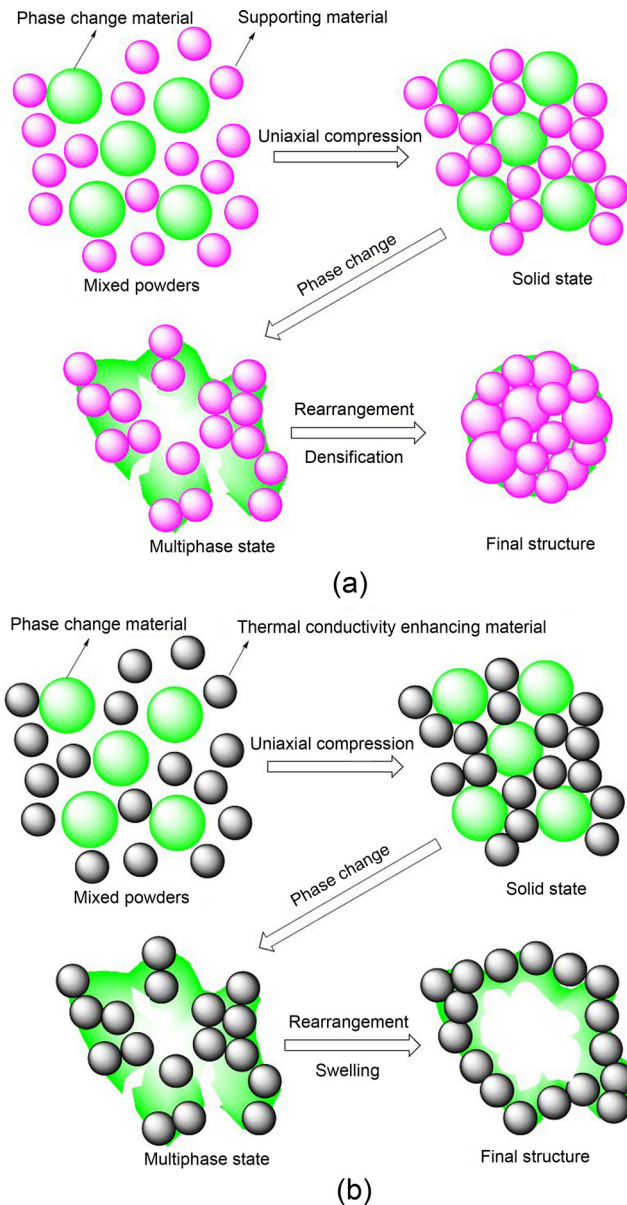 Phase change material
Supporting material
Uniaxial compression
Mixed powders
Solid state
Phase change
Rearrangement
Densification
Multiphase state
Final structure
(a)
Phase change material
Thermal conductivity enhancing material
Uniaxial compression
Mixed powders
Solid state
Phase change
Rearrangement
Swelling
Multiphase state
Final structure
(b)